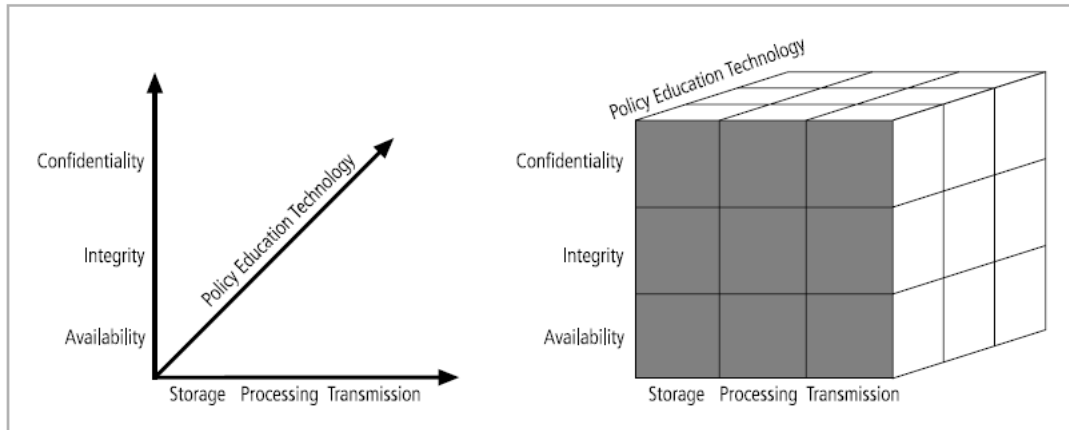 Confidentiality
Integrity
Availability
Policy Education Technology
Storage Processing Transmission
Policy Education Technology
Confidentiality
Integrity
Availability
Storage Processing Transmission